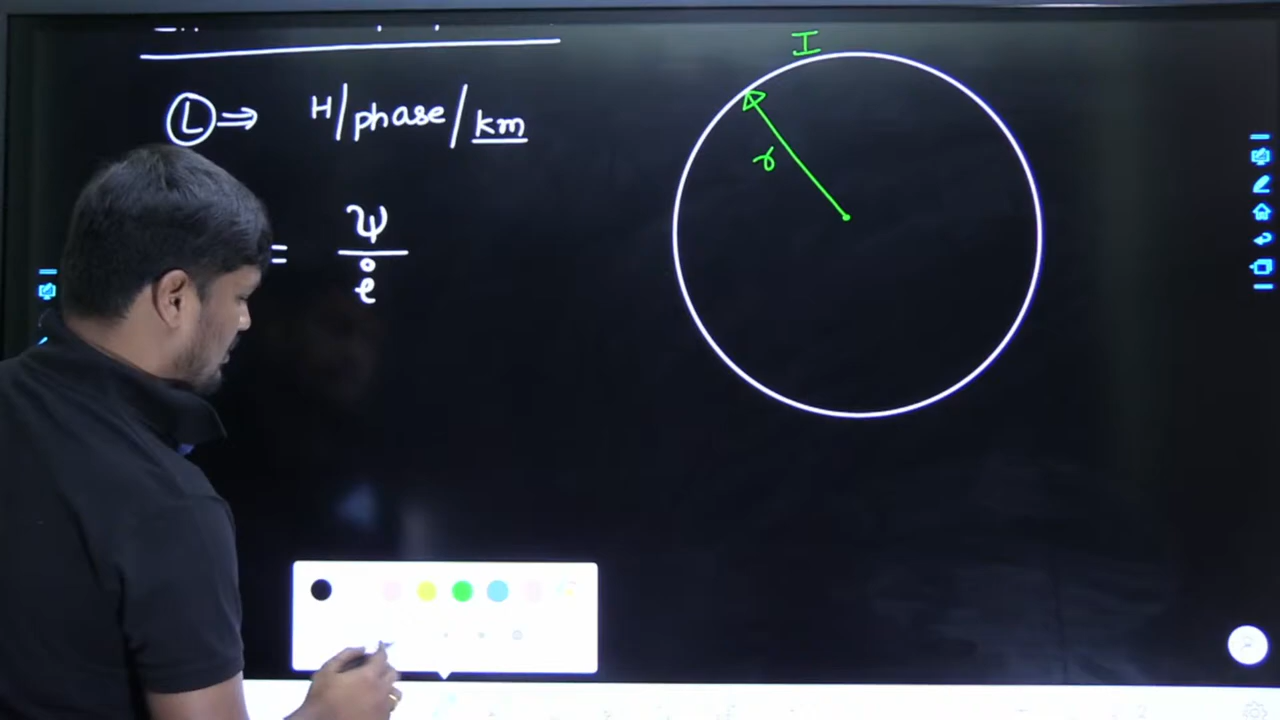 L ⇒ H/phase/km
= ψ
i
I
r